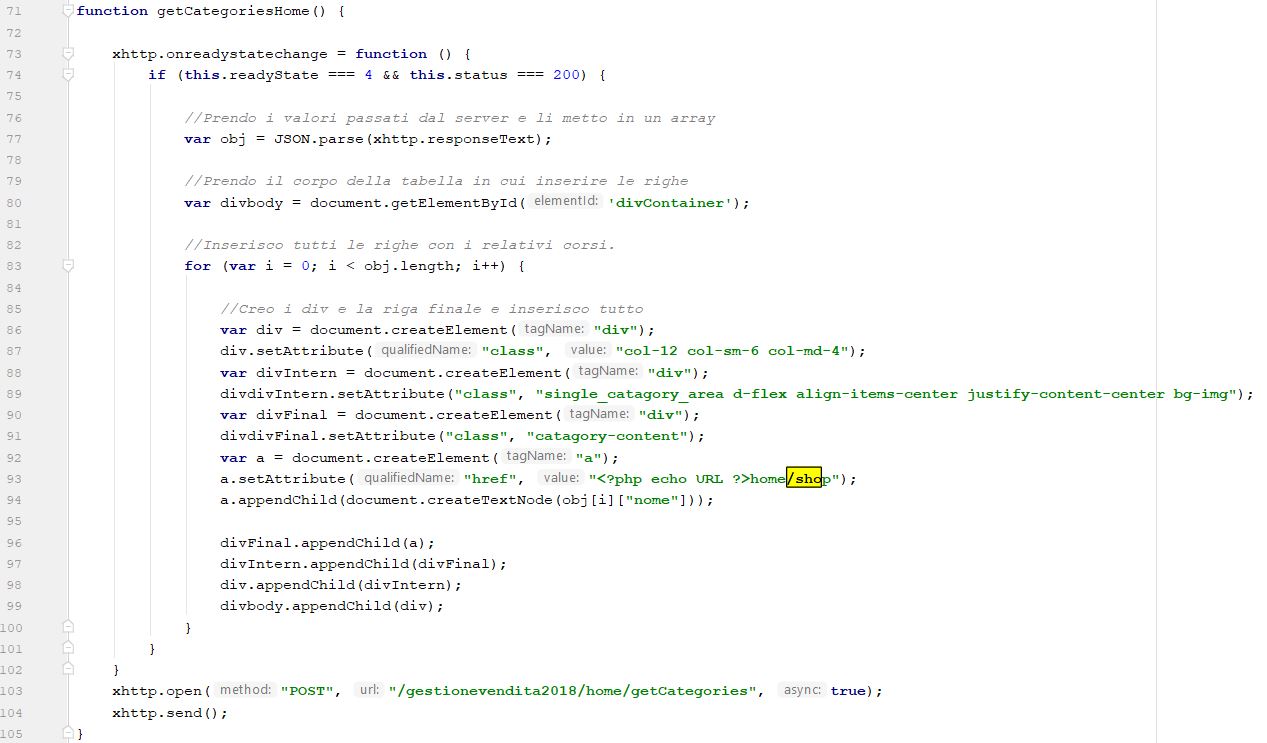 71 function getCategoriesHome() {
72
73 xhttp.onreadystatechange = function () {
74 if (this.readyState === 4 && this.status === 200) {
75
76 //Prendo i valori passati dal server e li metto in un array
77 var obj = JSON.parse(xhttp.responseText);
78
79 //Prendo il corpo della tabella in cui inserire le righe
80 var divbody = document.getElementById( elementId: 'divContainer');
81
82 //Inserisco tutti le righe con i relativi corsi.
83 for (var i = 0; i < obj.length; i++) {
84
85 //Creo i div e la riga finale e inserisco tutto
86 var div = document.createElement( tagName: "div");
87 div.setAttribute( qualifiedName: "class", value: "col-12 col-sm-6 col-md-4");
88 var divIntern = document.createElement( tagName: "div");
89 divdivIntern.setAttribute("class", "single_catagory_area d-flex align-items-center justify-content-center bg-img");
90 var divFinal = document.createElement( tagName: "div");
91 divdivFinal.setAttribute("class", "catagory-content");
92 var a = document.createElement( tagName: "a");
93 a.setAttribute( qualifiedName: "href", value: "<?php echo URL ?>home/shop");
94 a.appendChild(document.createTextNode(obj[i]["nome"]));
95
96 divFinal.appendChild(a);
97 divIntern.appendChild(divFinal);
98 div.appendChild(divIntern);
99 divbody.appendChild(div);
100 }
101 }
102 }
103 xhttp.open( method: "POST", url: "/gestionevendita2018/home/getCategories", async: true);
104 xhttp.send();
105 }